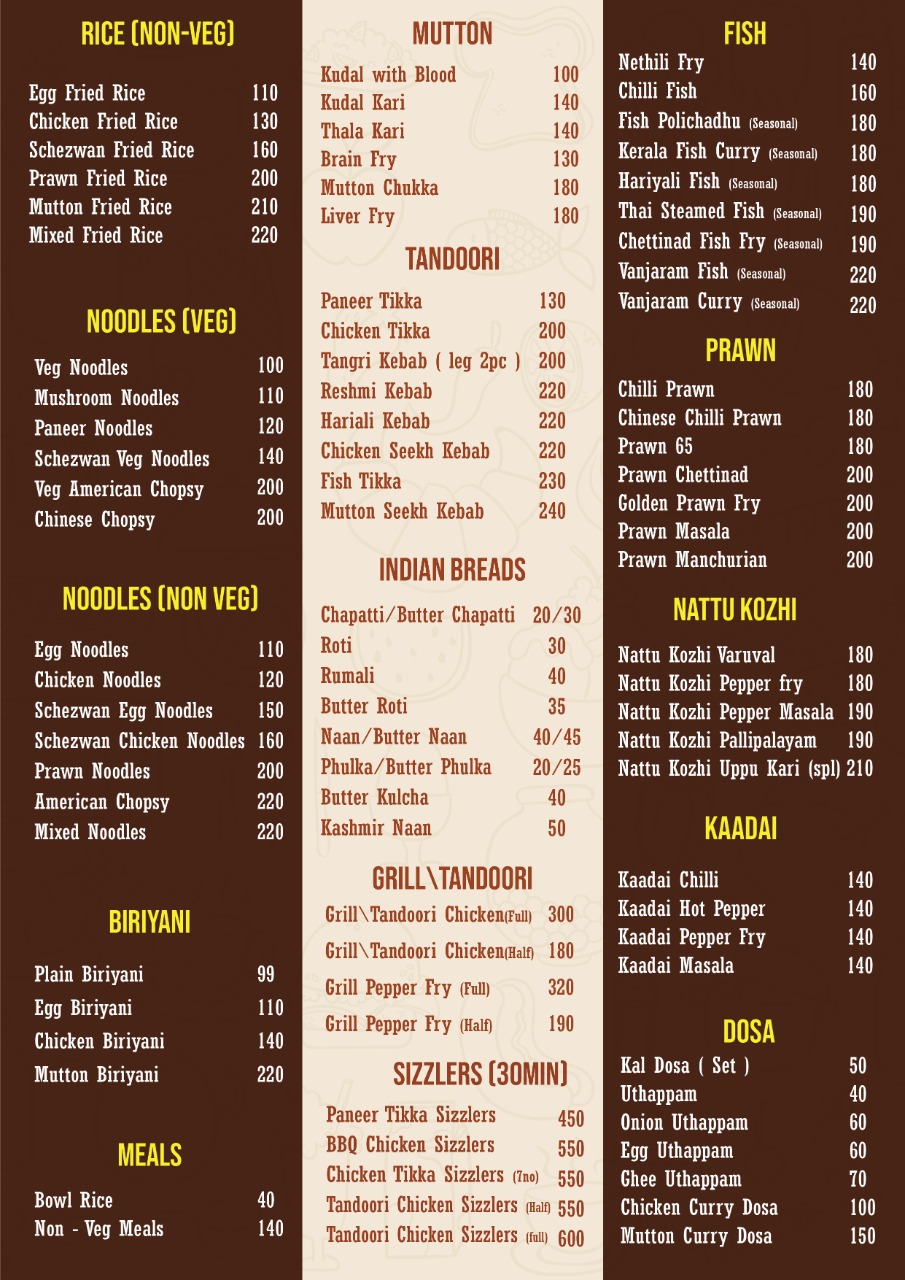 RICE (NON-VEG)
Egg Fried Rice 110
Chicken Fried Rice 130
Schezwan Fried Rice 160
Prawn Fried Rice 200
Mutton Fried Rice 210
Mixed Fried Rice 220
NOODLES (VEG)
Veg Noodles 100
Mushroom Noodles 110
Paneer Noodles 120
Schezwan Veg Noodles 140
Veg American Chopsy 200
Chinese Chopsy 200
NOODLES (NON VEG)
Egg Noodles 110
Chicken Noodles 120
Schezwan Egg Noodles 150
Schezwan Chicken Noodles 160
Prawn Noodles 200
American Chopsy 220
Mixed Noodles 220
BIRIYANI
Plain Biriyani 99
Egg Biriyani 110
Chicken Biriyani 140
Mutton Biriyani 220
MEALS
Bowl Rice 40
Non - Veg Meals 140
MUTTON
Kudal with Blood 100
Kudal Kari 140
Thala Kari 140
Brain Fry 130
Mutton Chukka 180
Liver Fry 180
TANDOORI
Paneer Tikka 130
Chicken Tikka 200
Tangri Kebab ( leg 2pc ) 200
Reshmi Kebab 220
Hariali Kebab 220
Chicken Seekh Kebab 220
Fish Tikka 230
Mutton Seekh Kebab 240
INDIAN BREADS
Chapatti/Butter Chapatti 20/30
Roti 30
Rumali 40
Butter Roti 35
Naan/Butter Naan 40/45
Phulka/Butter Phulka 20/25
Butter Kulcha 40
Kashmir Naan 50
GRILL\TANDOORI
Grill\Tandoori Chicken(Full) 300
Grill\Tandoori Chicken(Half) 180
Grill Pepper Fry (Full) 320
Grill Pepper Fry (Half) 190
SIZZLERS (30MIN)
Paneer Tikka Sizzlers 450
BBQ Chicken Sizzlers 550
Chicken Tikka Sizzlers (7no) 550
Tandoori Chicken Sizzlers (Half) 550
Tandoori Chicken Sizzlers (full) 600
FISH
Nethili Fry 140
Chilli Fish 160
Fish Polichadhu (Seasonal) 180
Kerala Fish Curry (Seasonal) 180
Hariyali Fish (Seasonal) 180
Thai Steamed Fish (Seasonal) 190
Chettinad Fish Fry (Seasonal) 190
Vanjaram Fish (Seasonal) 220
Vanjaram Curry (Seasonal) 220
PRAWN
Chilli Prawn 180
Chinese Chilli Prawn 180
Prawn 65 180
Prawn Chettinad 200
Golden Prawn Fry 200
Prawn Masala 200
Prawn Manchurian 200
NATTU KOZHI
Nattu Kozhi Varuval 180
Nattu Kozhi Pepper fry 180
Nattu Kozhi Pepper Masala 190
Nattu Kozhi Pallipalayam 190
Nattu Kozhi Uppu Kari (spl) 210
KAADAI
Kaadai Chilli 140
Kaadai Hot Pepper 140
Kaadai Pepper Fry 140
Kaadai Masala 140
DOSA
Kal Dosa ( Set ) 50
Uthappam 40
Onion Uthappam 60
Egg Uthappam 60
Ghee Uthappam 70
Chicken Curry Dosa 100
Mutton Curry Dosa 150